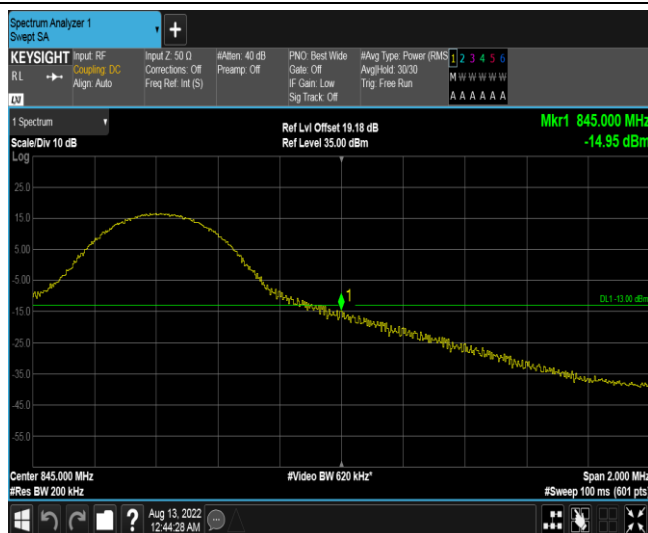 Spectrum Analyzer 1
Swept SA
+
KEYSIGHT
RL
Input: RF
Coupling: DC
Align: Auto
Input Z: 50 Ω
Corrections: Off
Freq Ref: Int (S)
#Atten: 40 dB
Preamp: Off
PNO: Best Wide
Gate: Off
IF Gain: Low
Sig Track: Off
#Avg Type: Power (RMS
Avg|Hold: 30/30
Trig: Free Run
1 2 3 4 5 6
M W W W W W
A A A A A A
1 Spectrum
Scale/Div 10 dB
Log
Ref Lvl Offset 19.18 dB
Ref Level 35.00 dBm
Mkr1 845.000 MHz
-14.95 dBm
25.0
15.0
5.00
-5.00
-15.0
-25.0
-35.0
-45.0
-55.0
1
DL1 -13.00 dBm
Center 845.000 MHz
#Res BW 200 kHz
#Video BW 620 kHz*
Span 2.000 MHz
#Sweep 100 ms (601 pts)
?
Aug 13, 2022
12:44:28 AM